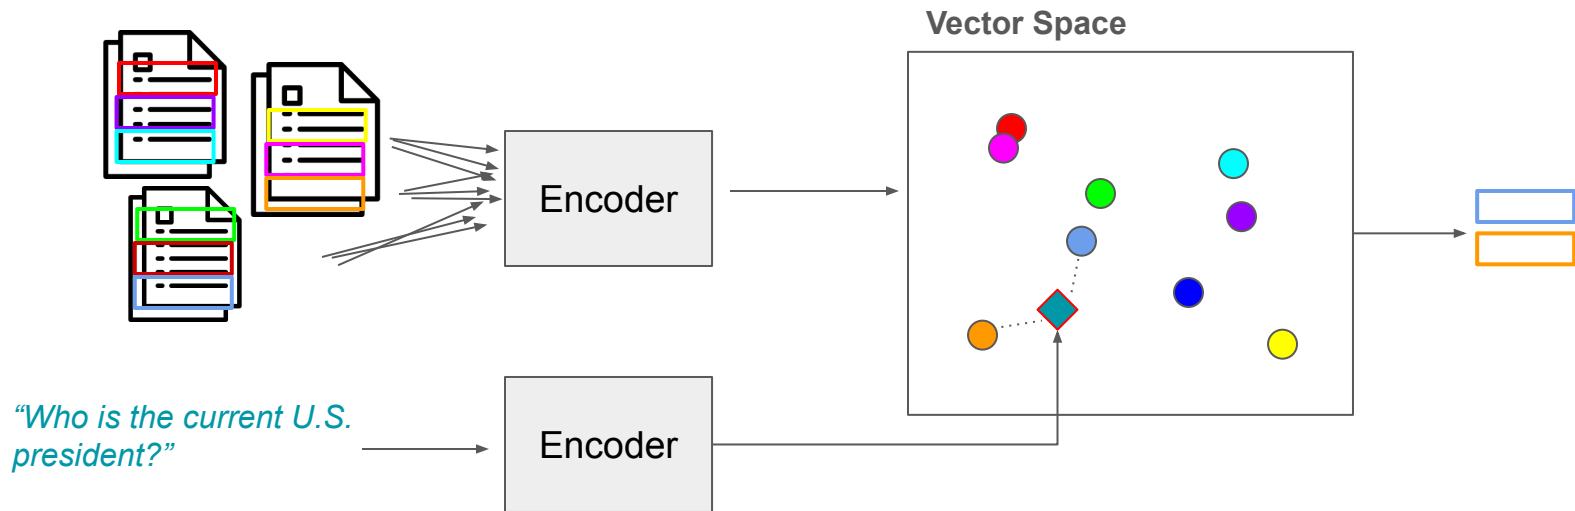 Vector Space
Encoder
Encoder
“Who is the current U.S.
president?”